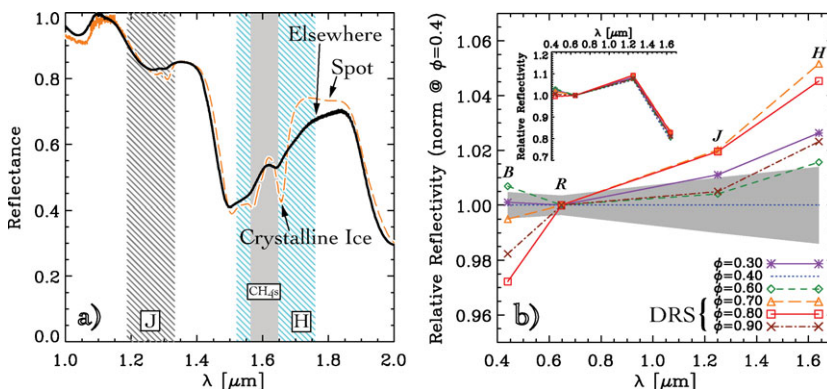 Reflectance
1.0
0.8
0.6
0.4
0.2
0.0
Elsewhere
Spot
Crystalline Ice
CH₄s
a)
J
H
1.0 1.2 1.4 1.6 1.8 2.0
λ [μm]
Relative Reflectivity (norm @ ϕ=0.4)
1.06
1.04
1.02
1.00
0.98
0.96
λ [μm]
0.4 0.6 0.8 1.0 1.2 1.4 1.6
Relative Reflectivity
1.2
1.1
1.0
0.9
0.8
0.7
B
R
J
H
b)
DRS {
ϕ=0.30
ϕ=0.40
ϕ=0.60
ϕ=0.70
ϕ=0.80
ϕ=0.90
0.4 0.6 0.8 1.0 1.2 1.4 1.6
λ [μm]